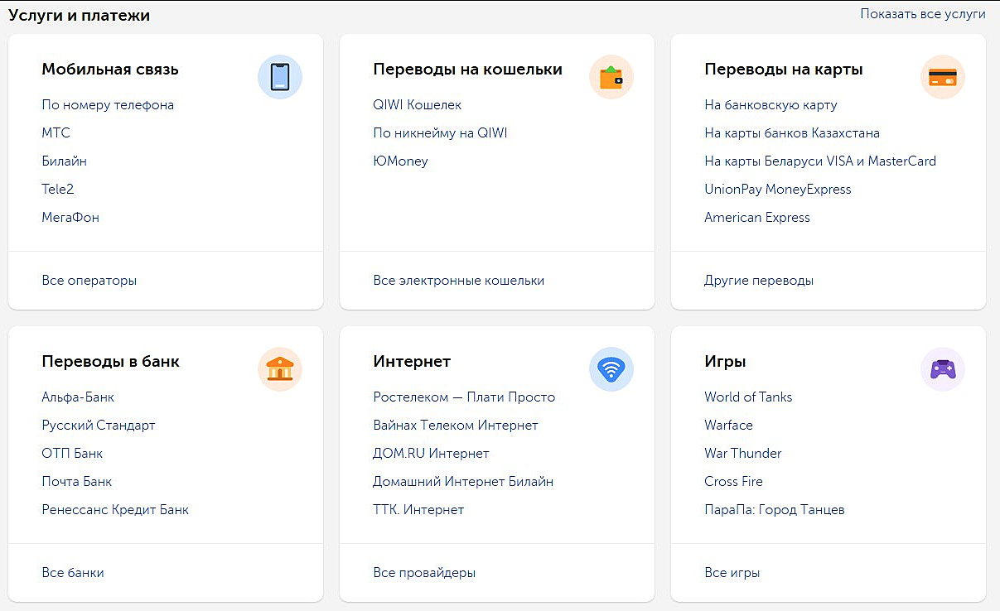 Услуги и платежи
Показать все услуги
Мобильная связь
По номеру телефона
МТС
Билайн
Tele2
МегаФон
Все операторы
Переводы на кошельки
QIWI Кошелек
По никнейму на QIWI
ЮMoney
Все электронные кошельки
Переводы на карты
На банковскую карту
На карты банков Казахстана
На карты Беларуси VISA и MasterCard
UnionPay MoneyExpress
American Express
Другие переводы
Переводы в банк
Альфа-Банк
Русский Стандарт
ОТП Банк
Почта Банк
Ренессанс Кредит Банк
Все банки
Интернет
Ростелеком — Плати Просто
Вайнах Телеком Интернет
ДОМ.RU Интернет
Домашний Интернет Билайн
ТТК. Интернет
Все провайдеры
Игры
World of Tanks
Warface
War Thunder
Cross Fire
ПараПа: Город Танцев
Все игры